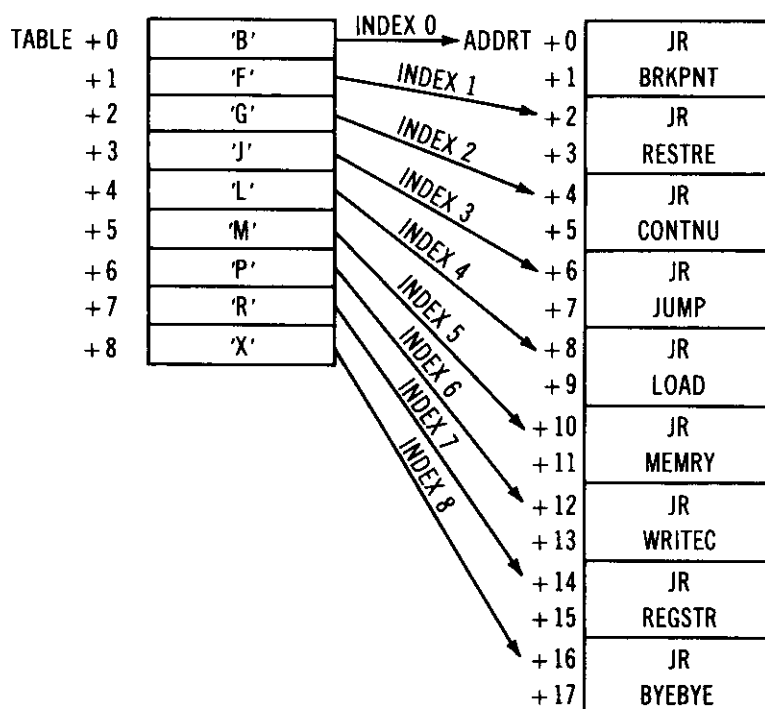 TABLE +0 'B' INDEX 0 ADDRT +0 JR
+1 'F' INDEX 1 +1 BRKPNT
+2 'G' INDEX 2 +2 JR
+3 'J' INDEX 3 +3 RESTRE
+4 'L' INDEX 4 +4 JR
+5 'M' INDEX 5 +5 CONTNU
+6 'P' INDEX 6 +6 JR
+7 'R' INDEX 7 +7 JUMP
+8 'X' INDEX 8 +8 JR
+9 LOAD
+10 JR
+11 MEMRY
+12 JR
+13 WRITEC
+14 JR
+15 REGSTR
+16 JR
+17 BYEBYE